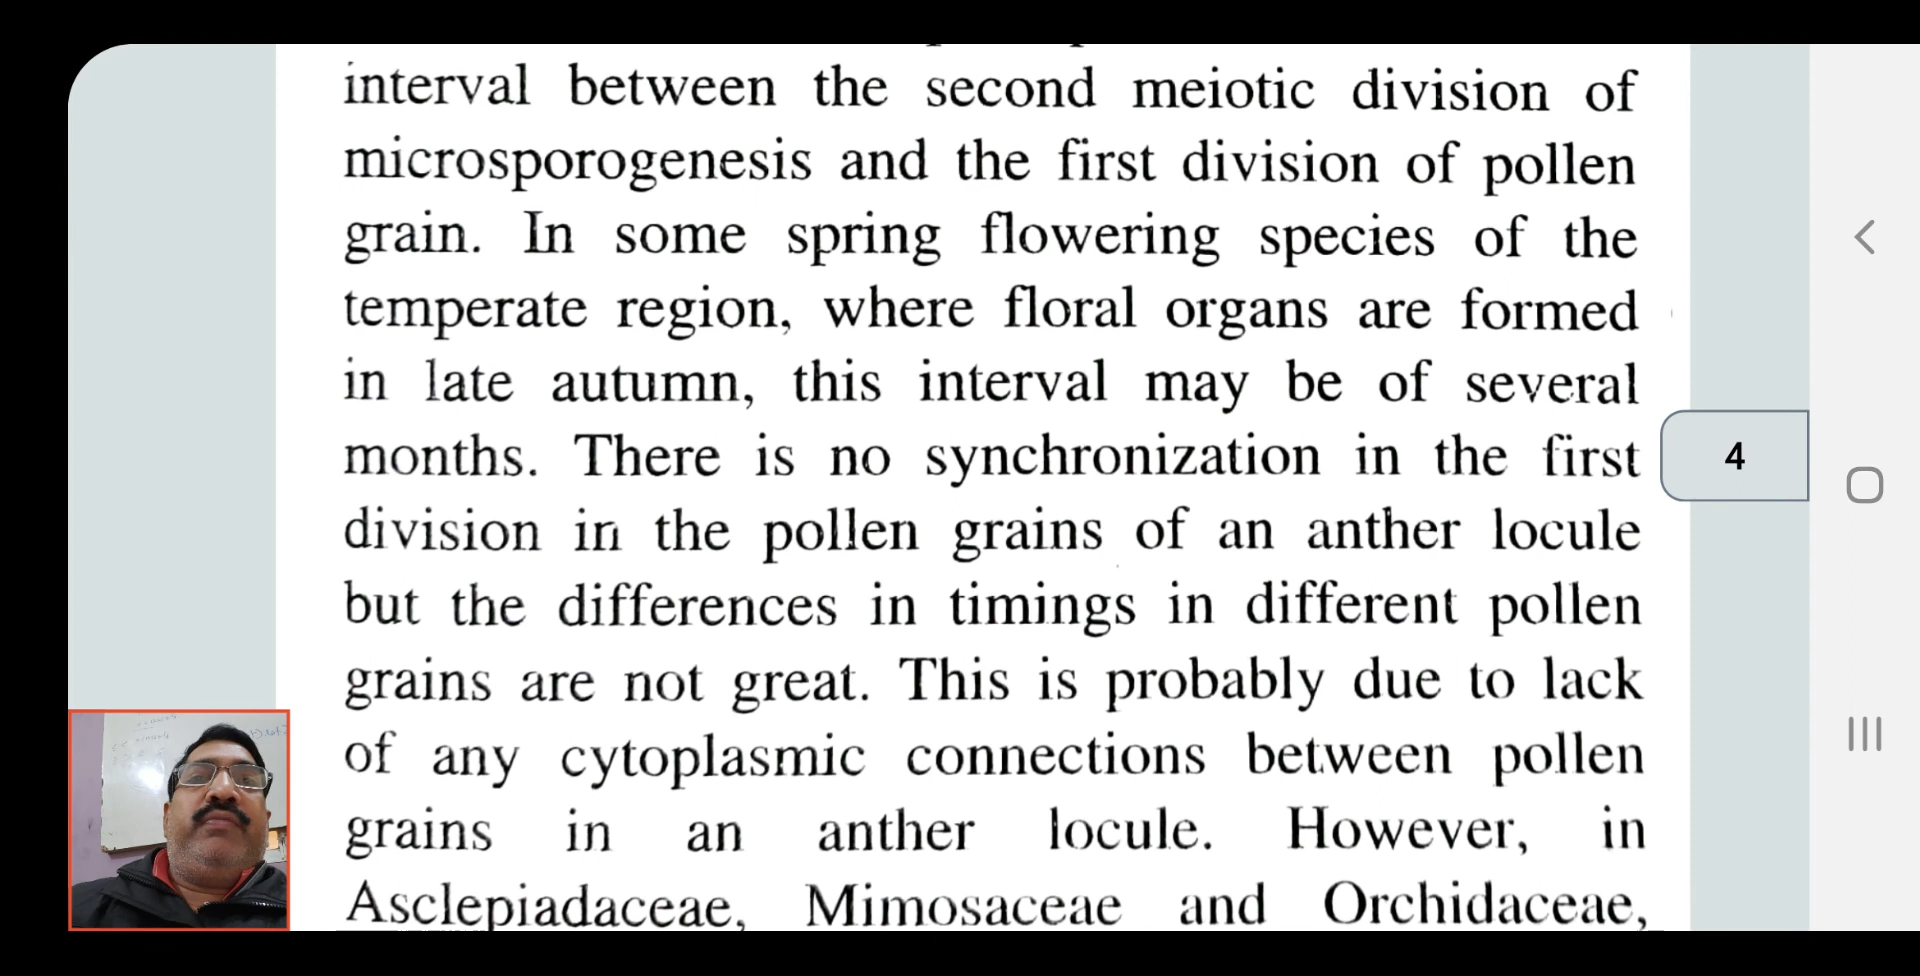 interval between the second meiotic division of
microsporogenesis and the first division of pollen
grain. In some spring flowering species of the
temperate region, where floral organs are formed
in late autumn, this interval may be of several
months. There is no synchronization in the first
division in the pollen grains of an anther locule
but the differences in timings in different pollen
grains are not great. This is probably due to lack
of any cytoplasmic connections between pollen
grains in an anther locule. However, in
Asclepiadaceae, Mimosaceae and Orchidaceae,
4